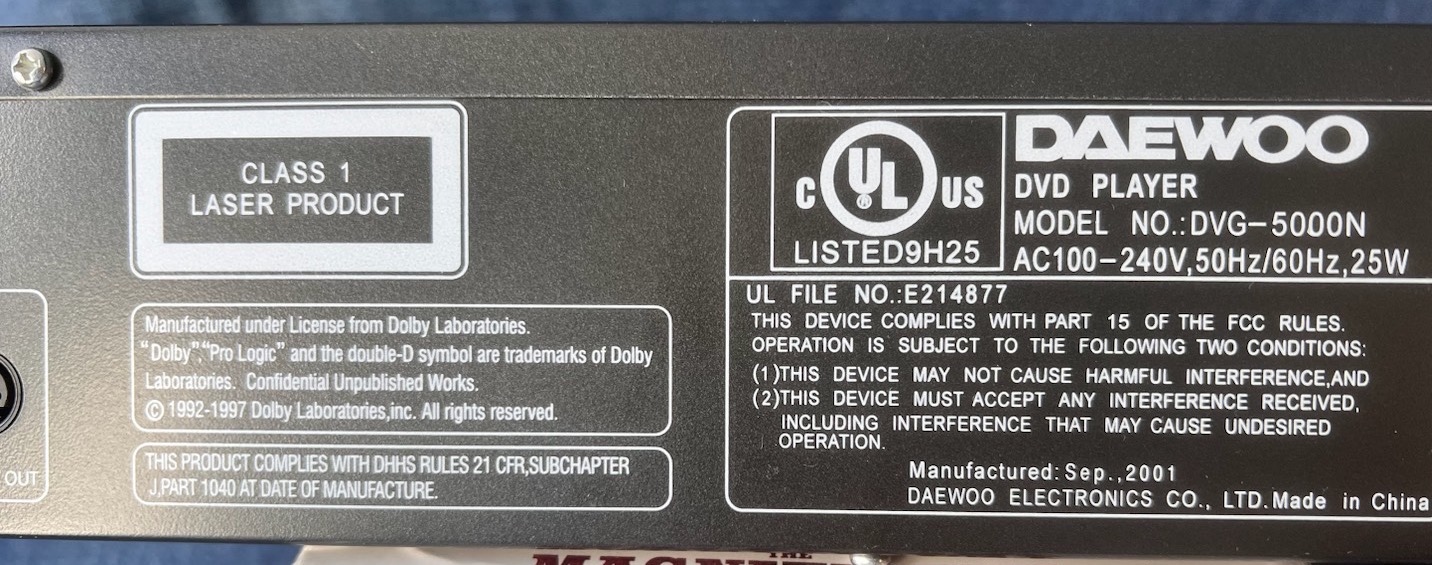 CLASS 1
LASER PRODUCT
Manufactured under License from Dolby Laboratories.
"Dolby","Pro Logic" and the double-D symbol are trademarks of Dolby
Laboratories. Confidential Unpublished Works.
© 1992-1997 Dolby Laboratories,inc. All rights reserved.
THIS PRODUCT COMPLIES WITH DHHS RULES 21 CFR,SUBCHAPTER
J,PART 1040 AT DATE OF MANUFACTURE.
OUT
C UL® US
LISTED9H25
DAEWOO
DVD PLAYER
MODEL NO.:DVG-5000N
AC100-240V,50Hz/60Hz,25W
UL FILE NO.:E214877
THIS DEVICE COMPLIES WITH PART 15 OF THE FCC RULES.
OPERATION IS SUBJECT TO THE FOLLOWING TWO CONDITIONS:
(1)THIS DEVICE MAY NOT CAUSE HARMFUL INTERFERENCE,AND
(2)THIS DEVICE MUST ACCEPT ANY INTERFERENCE RECEIVED,
INCLUDING INTERFERENCE THAT MAY CAUSE UNDESIRED
OPERATION.
Manufactured: Sep.,2001
DAEWOO ELECTRONICS CO., LTD.Made in China
THE